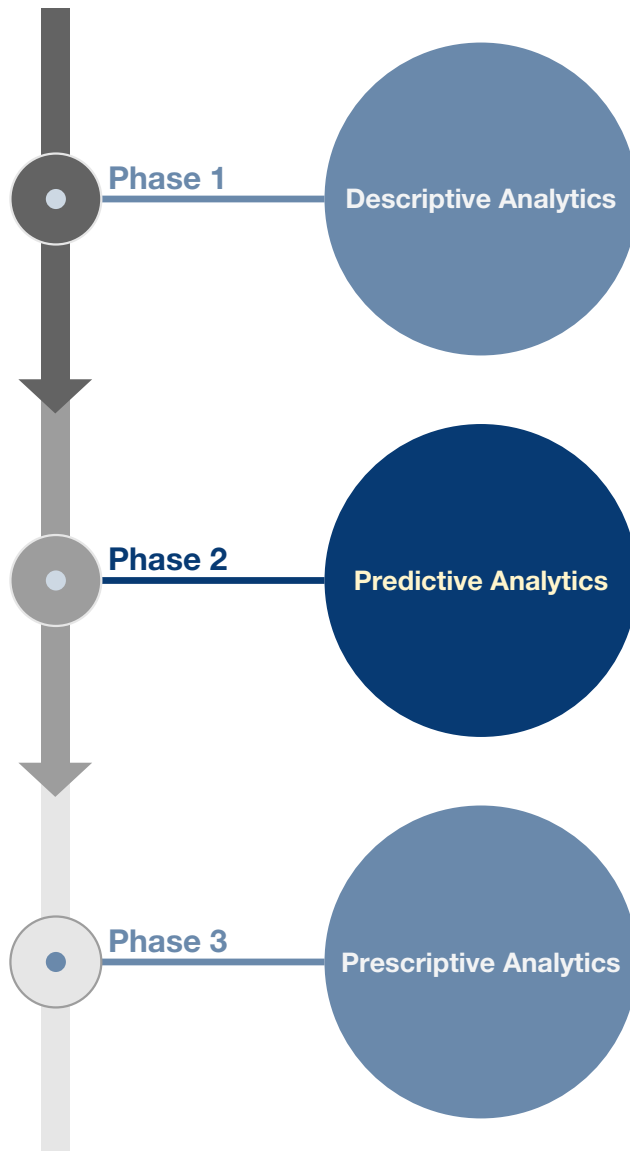 Phase 1
Descriptive Analytics
Phase 2
Predictive Analytics
Phase 3
Prescriptive Analytics